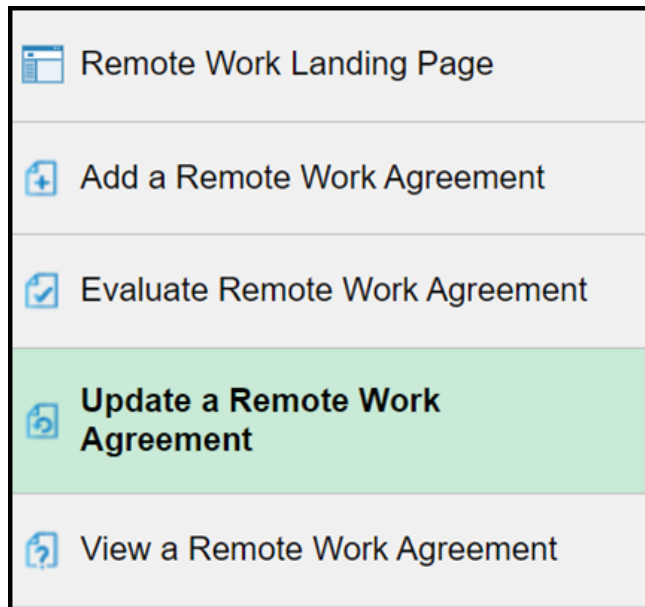 Remote Work Landing Page
Add a Remote Work Agreement
Evaluate Remote Work Agreement
Update a Remote Work
Agreement
View a Remote Work Agreement